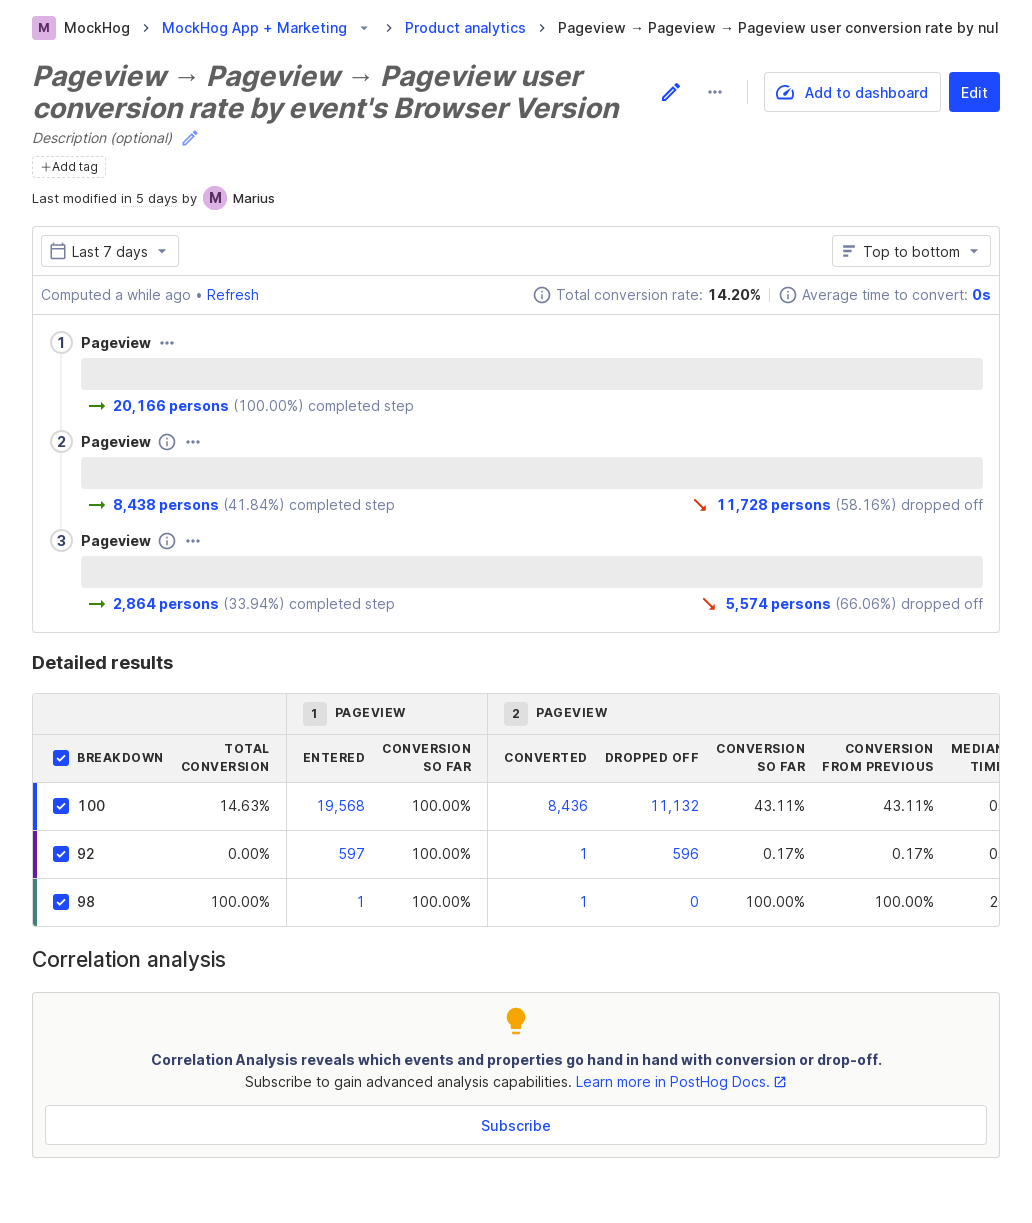 M MockHog MockHog App + Marketing Product analytics Pageview → Pageview → Pageview user conversion rate by nul
Pageview → Pageview → Pageview user
conversion rate by event's Browser Version
Add to dashboard
Edit
Description (optional)
+Add tag
Last modified in 5 days by M Marius
Last 7 days
Top to bottom
Computed a while ago • Refresh
Total conversion rate: 14.20%
Average time to convert: 0s
1 Pageview
→ 20,166 persons (100.00%) completed step
2 Pageview
→ 8,438 persons (41.84%) completed step
11,728 persons (58.16%) dropped off
3 Pageview
→ 2,864 persons (33.94%) completed step
5,574 persons (66.06%) dropped off
Detailed results
1 PAGEVIEW 2 PAGEVIEW
BREAKDOWN TOTAL CONVERSION ENTERED CONVERSION SO FAR CONVERTED DROPPED OFF CONVERSION SO FAR CONVERSION FROM PREVIOUS MEDIAN TIME
100 14.63% 19,568 100.00% 8,436 11,132 43.11% 43.11% 0
92 0.00% 597 100.00% 1 596 0.17% 0.17% 0
98 100.00% 1 100.00% 1 0 100.00% 100.00% 2
Correlation analysis
Correlation Analysis reveals which events and properties go hand in hand with conversion or drop-off.
Subscribe to gain advanced analysis capabilities. Learn more in PostHog Docs.
Subscribe